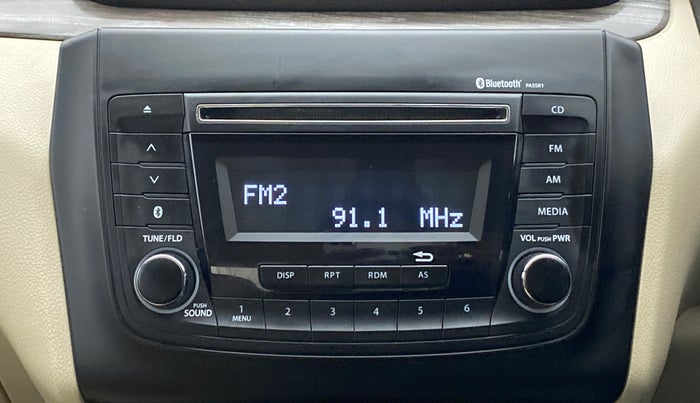 Bluetooth®
PA55R1
CD
FM
AM
MEDIA
FM2
91.1 MHz
TUNE/FLD
VOL PUSH PWR
DISP RPT RDM AS
PUSH
SOUND
1 2 3 4 5 6
MENU